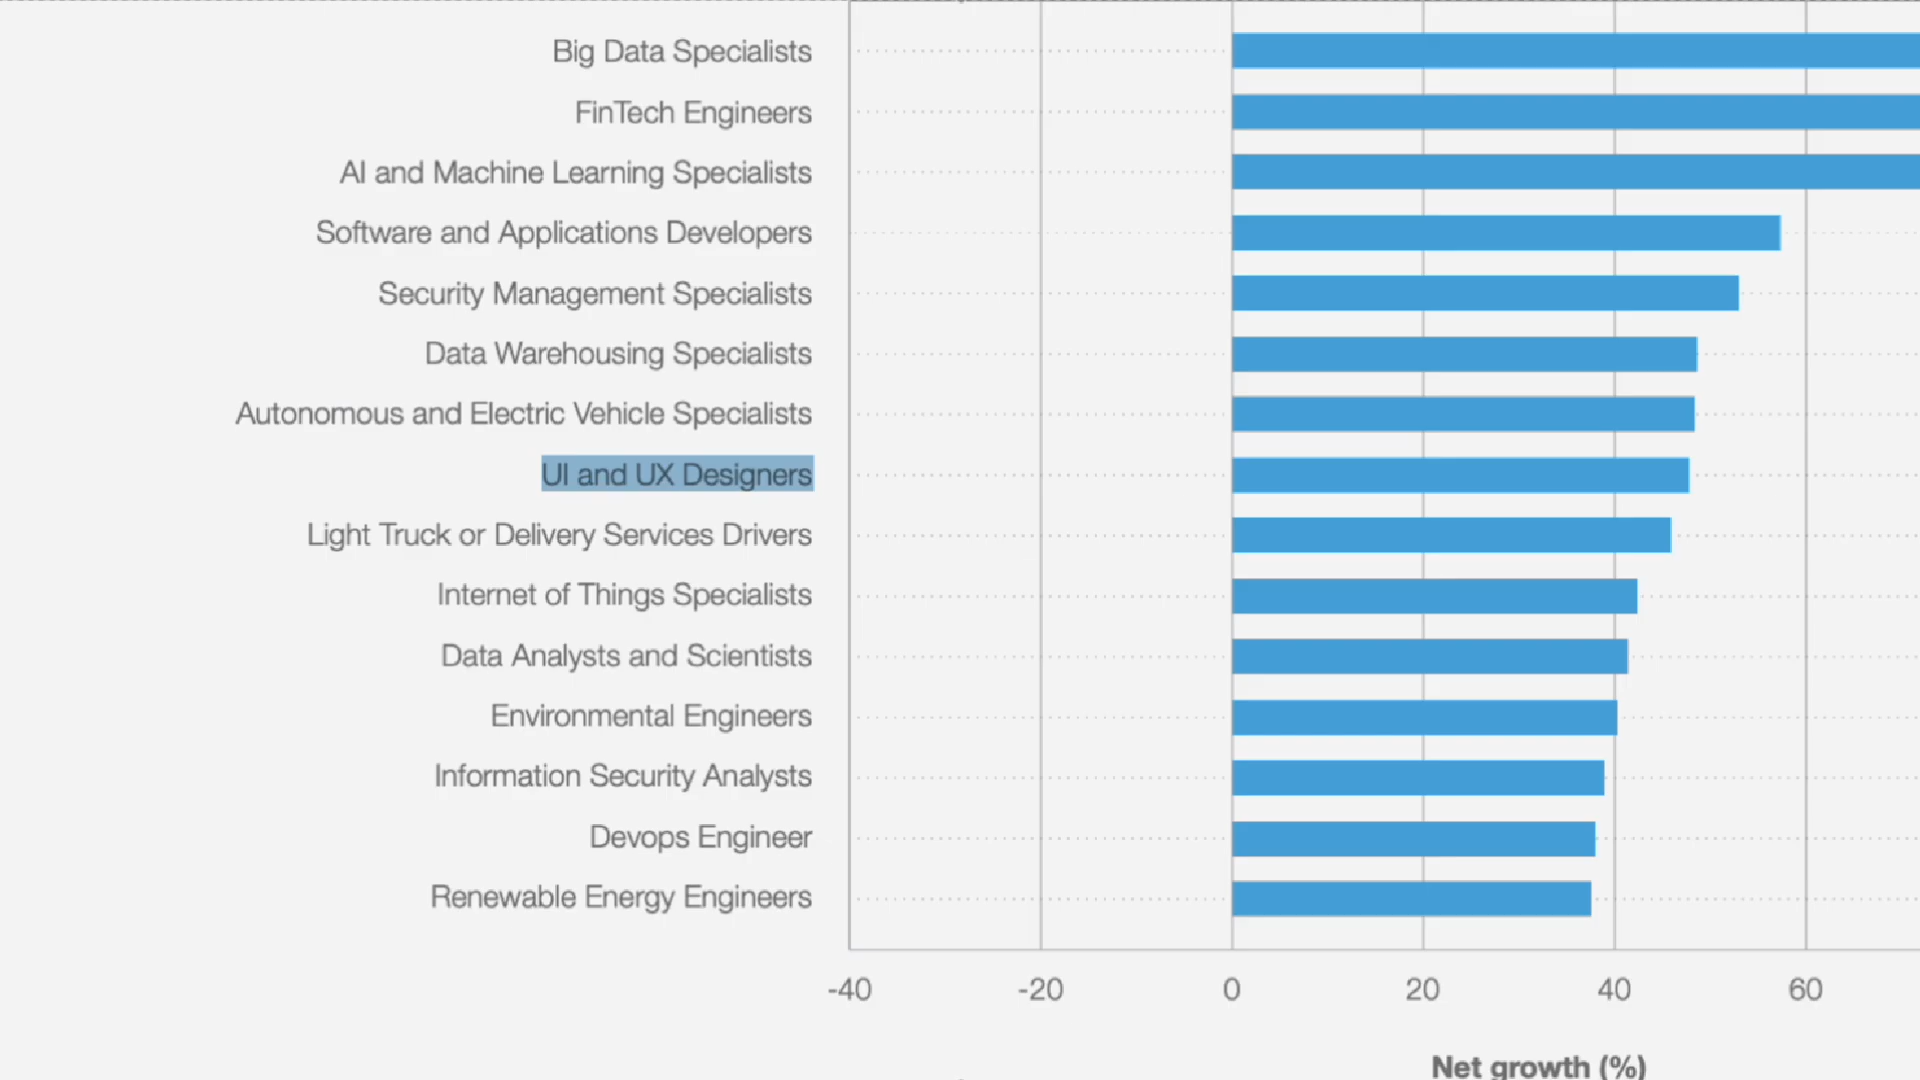 Big Data Specialists
FinTech Engineers
AI and Machine Learning Specialists
Software and Applications Developers
Security Management Specialists
Data Warehousing Specialists
Autonomous and Electric Vehicle Specialists
UI and UX Designers
Light Truck or Delivery Services Drivers
Internet of Things Specialists
Data Analysts and Scientists
Environmental Engineers
Information Security Analysts
Devops Engineer
Renewable Energy Engineers
-40 -20 0 20 40 60
Net growth (%)